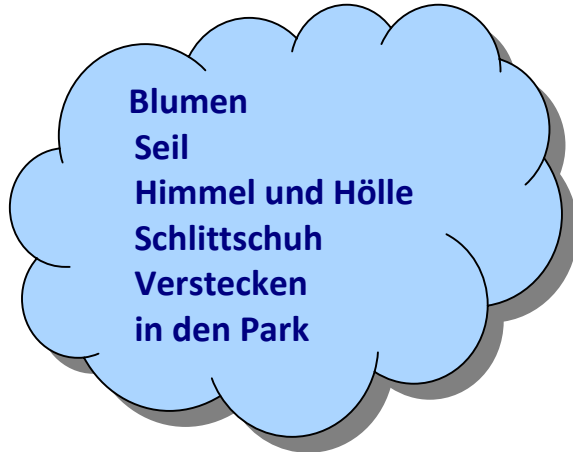 Blumen
Seil
Himmel und Hölle
Schlittschuh
Verstecken
in den Park